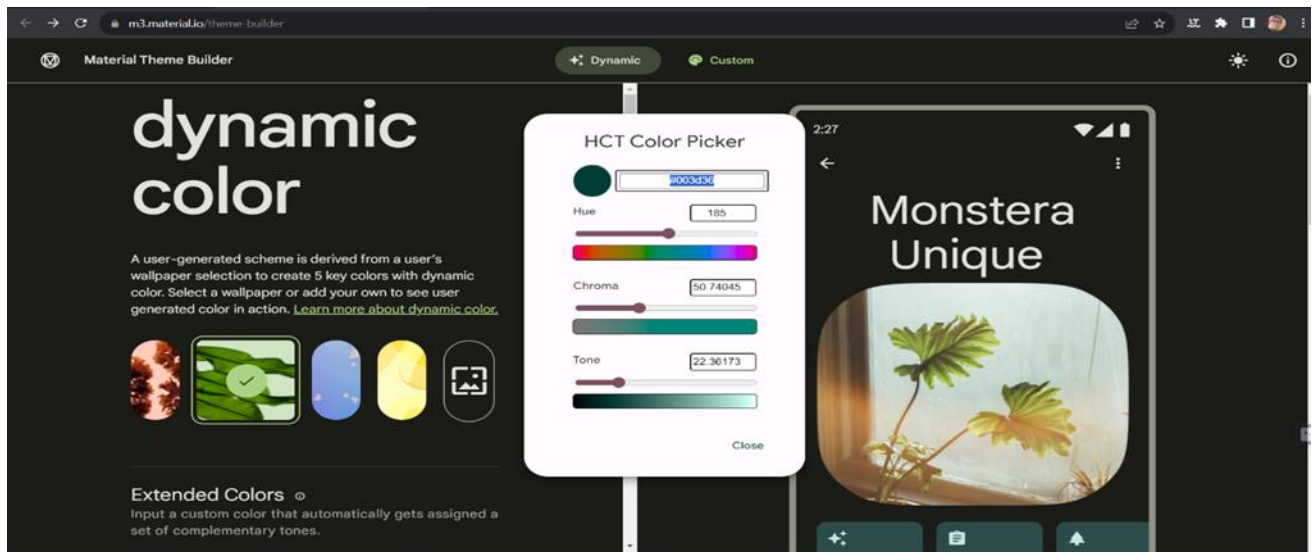 m3.material.io/theme-builder
Material Theme Builder
Dynamic
Custom
dynamic
color
A user-generated scheme is derived from a user's
wallpaper selection to create 5 key colors with dynamic
color. Select a wallpaper or add your own to see user
generated color in action. Learn more about dynamic color.
Extended Colors
Input a custom color that automatically gets assigned a
set of complementary tones.
HCT Color Picker
#003d36
Hue
185
Chroma
50.74045
Tone
22.36173
Close
2:27
Monstera
Unique